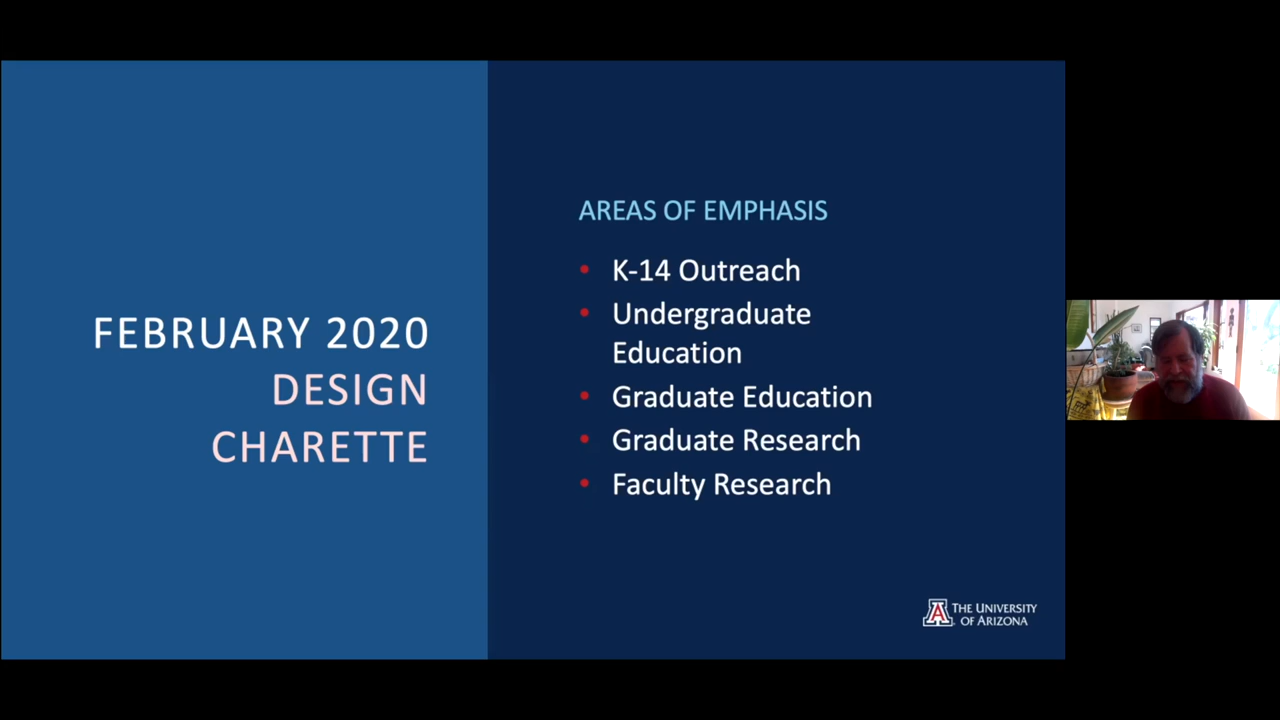 FEBRUARY 2020
DESIGN
CHARETTE
AREAS OF EMPHASIS
• K-14 Outreach
• Undergraduate
Education
• Graduate Education
• Graduate Research
• Faculty Research
A
THE UNIVERSITY
OF ARIZONA